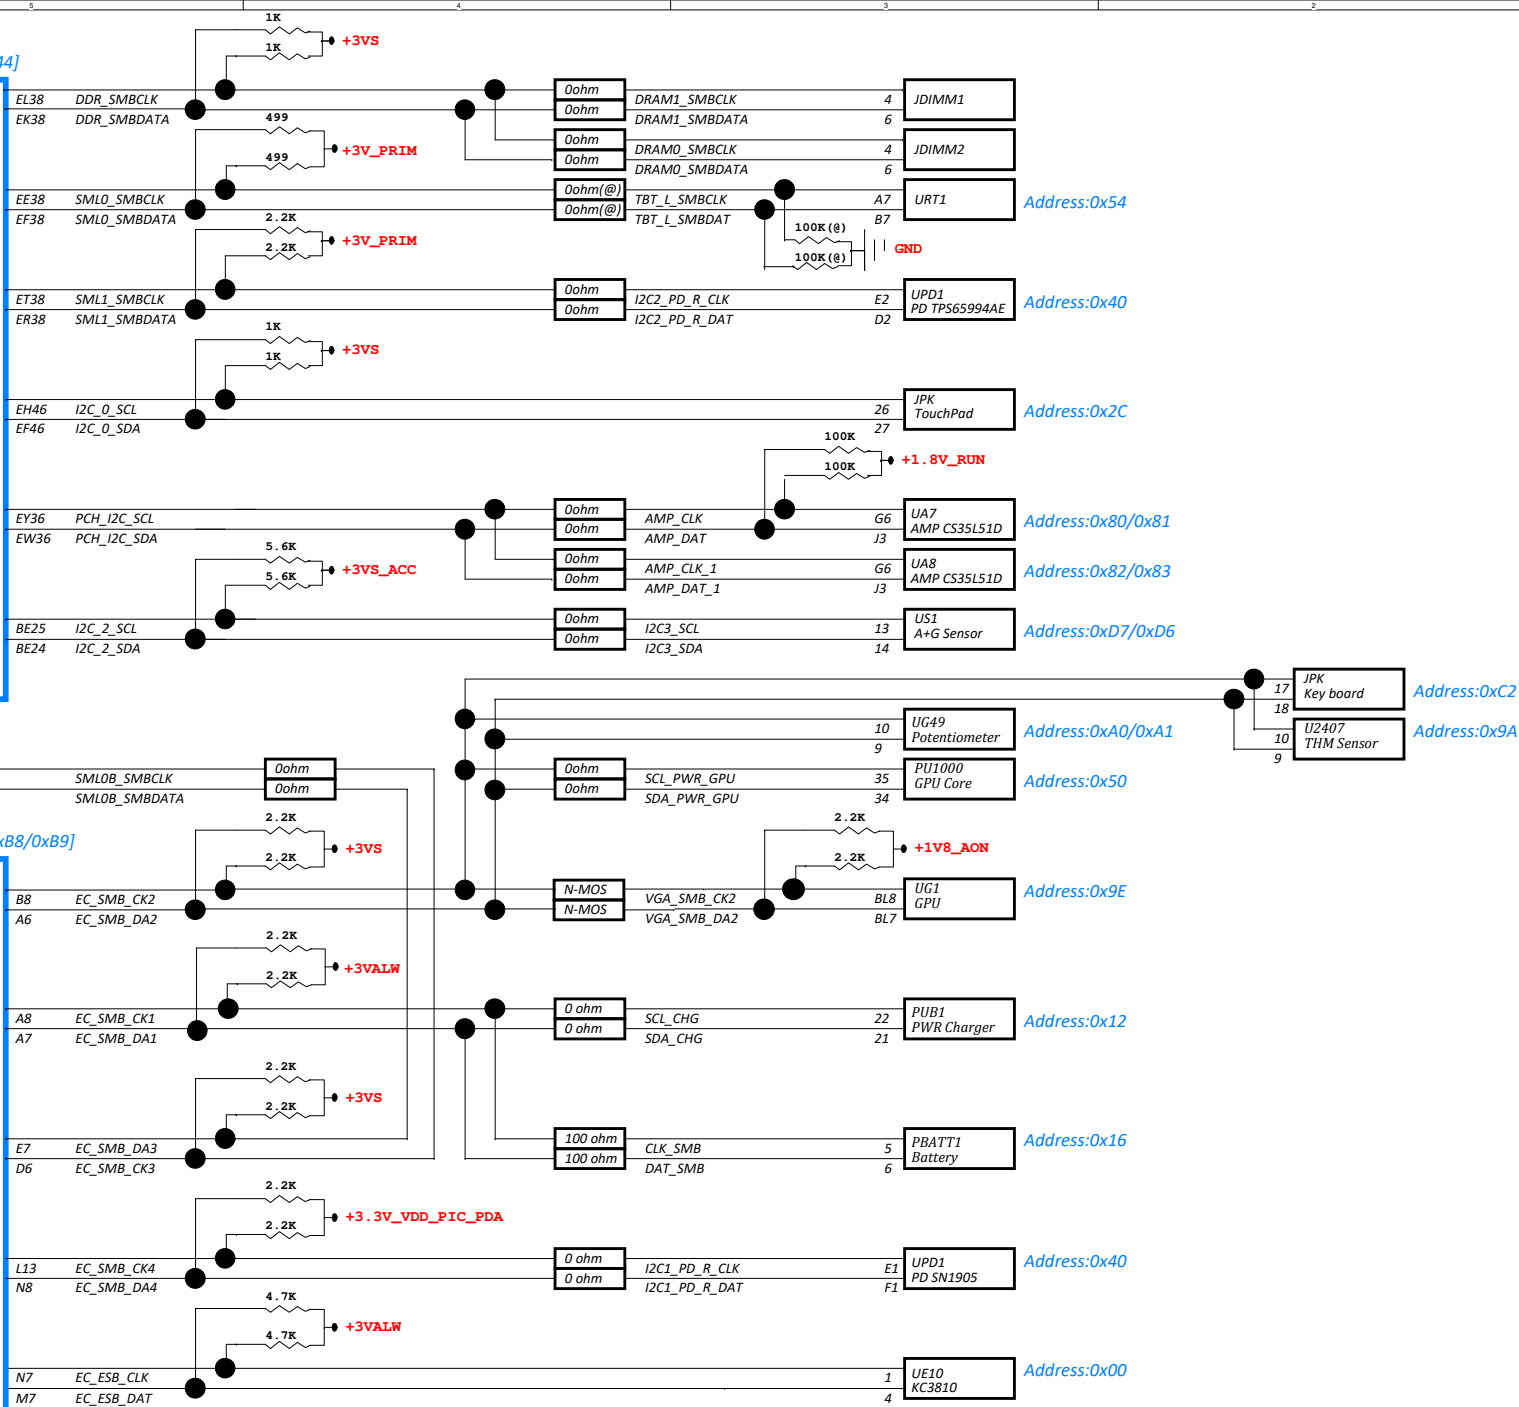 5
4
3
2
1K
+3VS
1K
44]
EL38 DDR_SMBCLK 0ohm DRAM1_SMBCLK 4 JDIMM1
EK38 DDR_SMBDATA 0ohm DRAM1_SMBDATA 6
499
0ohm DRAM0_SMBCLK 4 JDIMM2
+3V_PRIM
499
0ohm DRAM0_SMBDATA 6
EE38 SML0_SMBCLK 0ohm(@) TBT_L_SMBCLK A7 URT1 Address:0x54
EF38 SML0_SMBDATA 0ohm(@) TBT_L_SMBDAT B7
2.2K
100K(@)
+3V_PRIM
2.2K
GND
100K(@)
ET38 SML1_SMBCLK 0ohm I2C2_PD_R_CLK E2 UPD1 Address:0x40
PD TPS65994AE
ER38 SML1_SMBDATA 0ohm I2C2_PD_R_DAT D2
1K
+3VS
1K
EH46 I2C_0_SCL 26 JPK Address:0x2C
TouchPad
EF46 I2C_0_SDA 27
100K
+1.8V_RUN
100K
EY36 PCH_I2C_SCL 0ohm AMP_CLK G6 UA7 Address:0x80/0x81
AMP CS35L51D
EW36 PCH_I2C_SDA 0ohm AMP_DAT J3
5.6K
0ohm AMP_CLK_1 G6 UA8 Address:0x82/0x83
+3VS_ACC
AMP CS35L51D
5.6K
0ohm AMP_DAT_1 J3
BE25 I2C_2_SCL 0ohm I2C3_SCL 13 US1 Address:0xD7/0xD6
A+G Sensor
BE24 I2C_2_SDA 0ohm I2C3_SDA 14
17 JPK Address:0xC2
Key board
18
10 UG49 Address:0xA0/0xA1
Potentiometer
9
10 U2407 Address:0x9A
THM Sensor
9
SML0B_SMBCLK 0ohm 0ohm SCL_PWR_GPU 35 PU1000 Address:0x50
GPU Core
SML0B_SMBDATA 0ohm 0ohm SDA_PWR_GPU 34
2.2K 2.2K
xB8/0xB9]
+3VS +1V8_AON
2.2K 2.2K
B8 EC_SMB_CK2 N-MOS VGA_SMB_CK2 BL8 UG1 Address:0x9E
GPU
A6 EC_SMB_DA2 N-MOS VGA_SMB_DA2 BL7
2.2K
+3VALW
2.2K
A8 EC_SMB_CK1 0 ohm SCL_CHG 22 PUB1 Address:0x12
PWR Charger
A7 EC_SMB_DA1 0 ohm SDA_CHG 21
2.2K
+3VS
2.2K
E7 EC_SMB_DA3 100 ohm CLK_SMB 5 PBATT1 Address:0x16
Battery
D6 EC_SMB_CK3 100 ohm DAT_SMB 6
2.2K
+3.3V_VDD_PIC_PDA
2.2K
L13 EC_SMB_CK4 0 ohm I2C1_PD_R_CLK E1 UPD1 Address:0x40
PD SN1905
N8 EC_SMB_DA4 0 ohm I2C1_PD_R_DAT F1
4.7K
+3VALW
4.7K
N7 EC_ESB_CLK 1 UE10 Address:0x00
KC3810
M7 EC_ESB_DAT 4